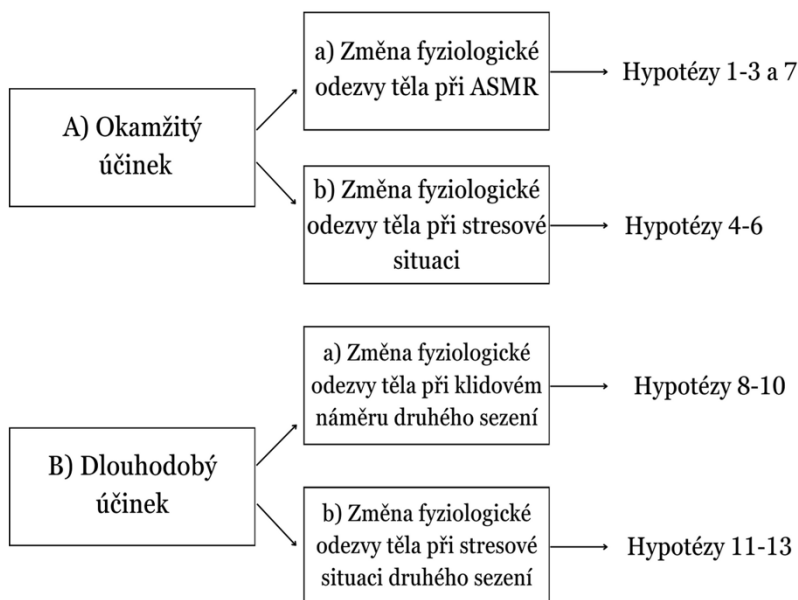 A) Okamžitý
účinek
a) Změna fyziologické
odezvy těla při ASMR
Hypotézy 1-3 a 7
b) Změna fyziologické
odezvy těla při stresové
situaci
Hypotézy 4-6
B) Dlouhodobý
účinek
a) Změna fyziologické
odezvy těla při klidovém
náměru druhého sezení
Hypotézy 8-10
b) Změna fyziologické
odezvy těla při stresové
situaci druhého sezení
Hypotézy 11-13